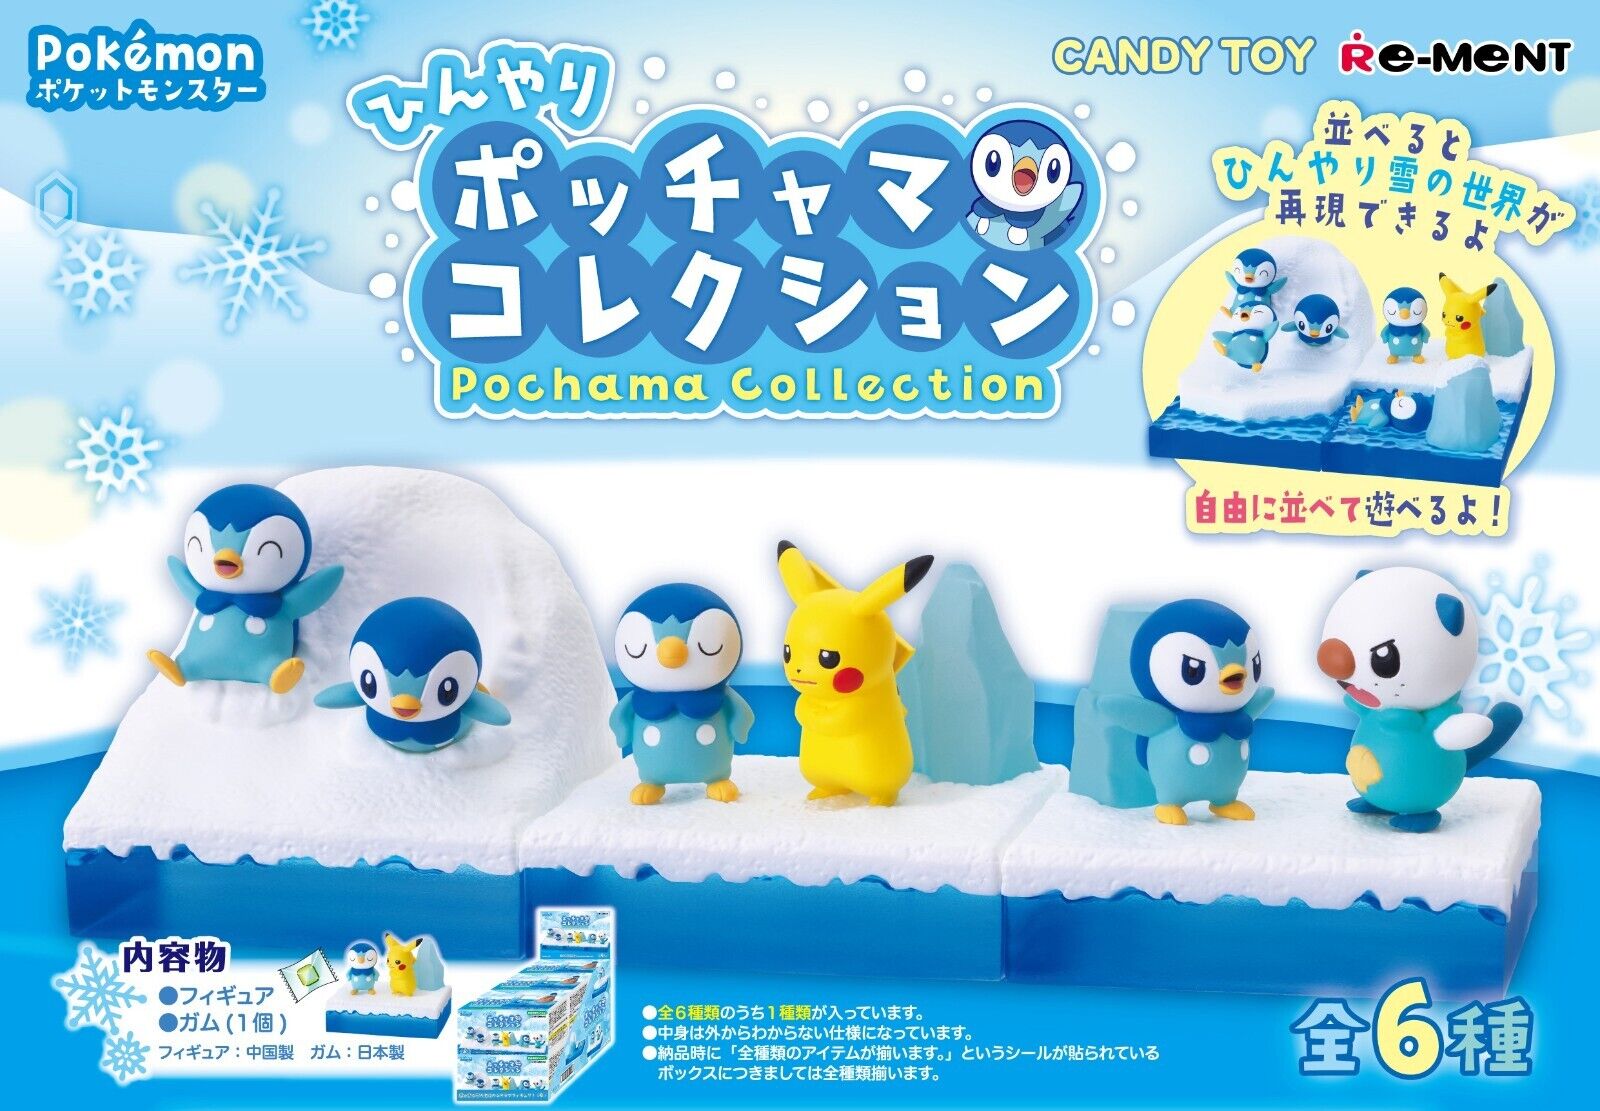 Pokémon
ポケットモンスター
CANDY TOY Re-MeNT
ひんやり
ポッチャマ
コレクション
Pochama Collection
並べると
ひんやり雪の世界が
再現できるよ
自由に並べて遊べるよ!
内容物
●フィギュア
●ガム(1個)
フィギュア:中国製 ガム:日本製
●全6種類のうち1種類が入っています。
●中身は外からわからない仕様になっています。
●納品時に「全種類のアイテムが揃います。」というシールが貼られている
ボックスにつきましては全種類揃います。
全6種